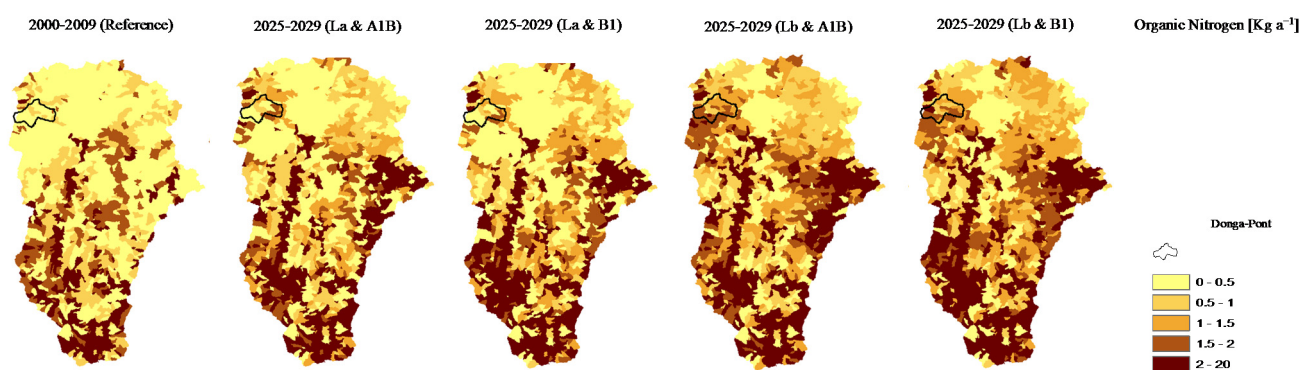 2000-2009 (Reference)
2025-2029 (La & A1B)
2025-2029 (La & B1)
2025-2029 (Lb & A1B)
2025-2029 (Lb & B1)
Organic Nitrogen [Kg a⁻¹]
Donga-Pont
0 - 0.5
0.5 - 1
1 - 1.5
1.5 - 2
2 - 20